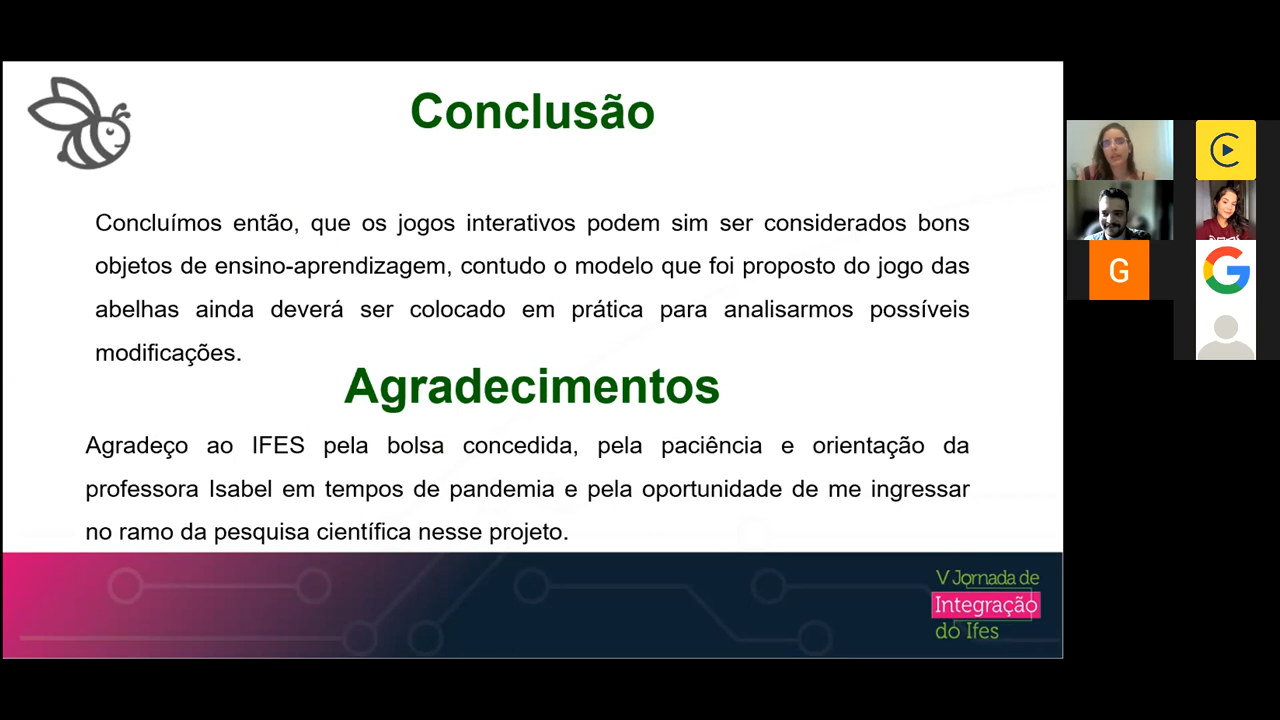 Conclusão
Concluímos então, que os jogos interativos podem sim ser considerados bons
objetos de ensino-aprendizagem, contudo o modelo que foi proposto do jogo das
abelhas ainda deverá ser colocado em prática para analisarmos possíveis
modificações.
Agradecimentos
Agradeço ao IFES pela bolsa concedida, pela paciência e orientação da
professora Isabel em tempos de pandemia e pela oportunidade de me ingressar
no ramo da pesquisa científica nesse projeto.
V Jornada de
Integração
do Ifes
G